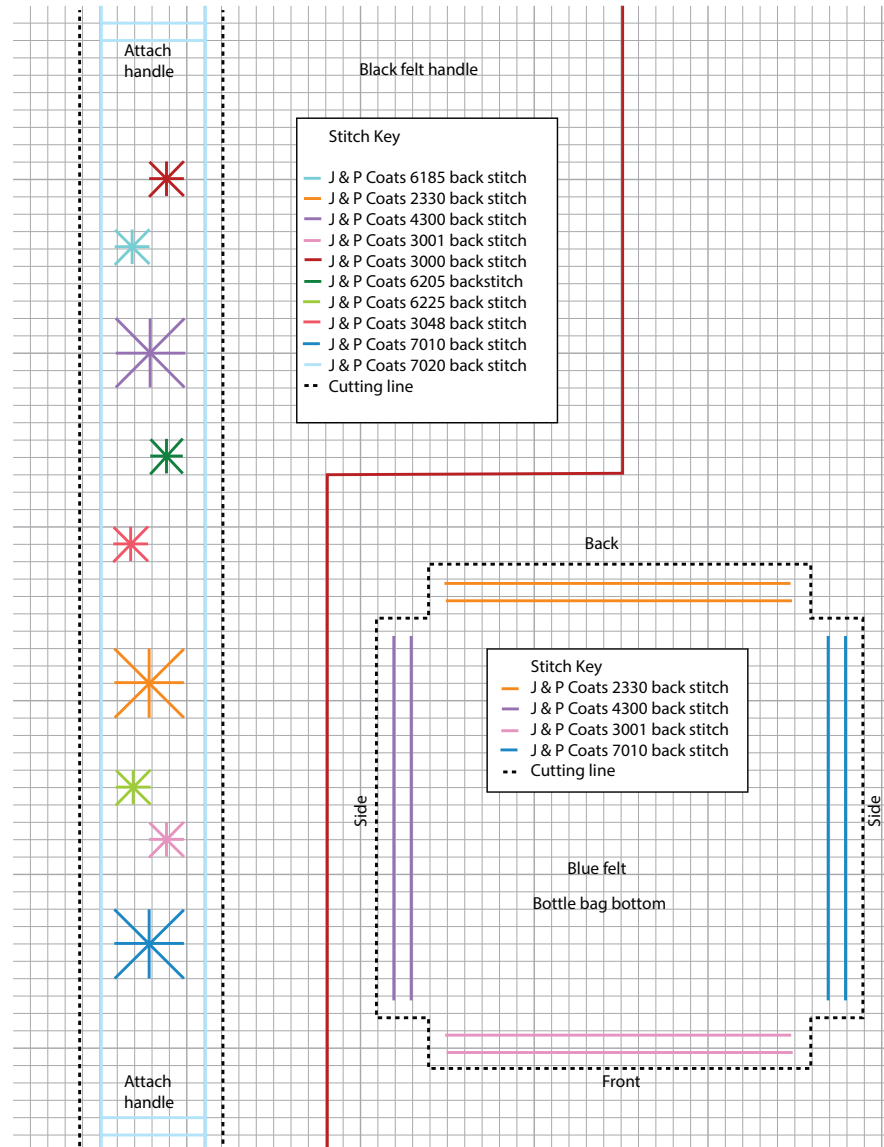 Attach
handle
Black felt handle
Stitch Key
J & P Coats 6185 back stitch
J & P Coats 2330 back stitch
J & P Coats 4300 back stitch
J & P Coats 3001 back stitch
J & P Coats 3000 back stitch
J & P Coats 6205 backstitch
J & P Coats 6225 back stitch
J & P Coats 3048 back stitch
J & P Coats 7010 back stitch
J & P Coats 7020 back stitch
Cutting line
Back
Stitch Key
J & P Coats 2330 back stitch
J & P Coats 4300 back stitch
J & P Coats 3001 back stitch
J & P Coats 7010 back stitch
Cutting line
Side
Side
Blue felt
Bottle bag bottom
Front
Attach
handle